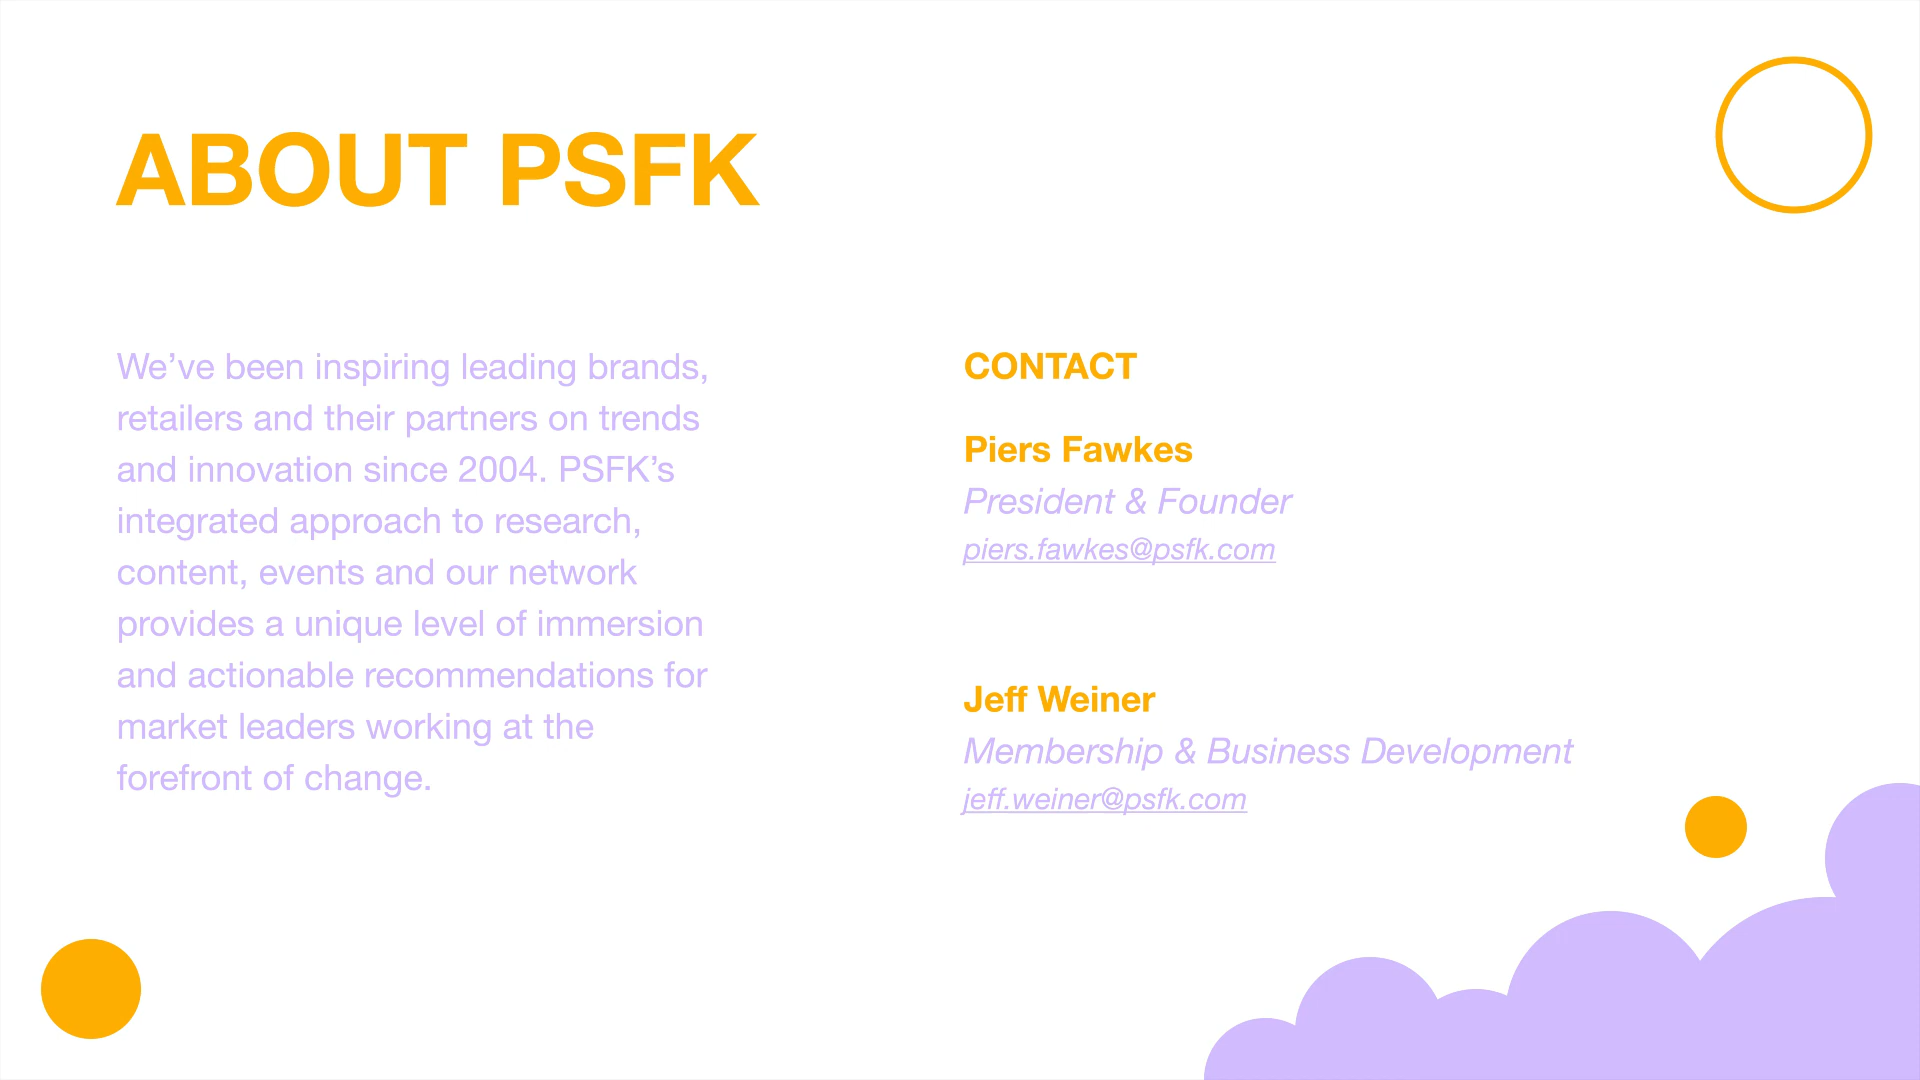 ABOUT PSFK
We’ve been inspiring leading brands,
retailers and their partners on trends
and innovation since 2004. PSFK’s
integrated approach to research,
content, events and our network
provides a unique level of immersion
and actionable recommendations for
market leaders working at the
forefront of change.
CONTACT
Piers Fawkes
President & Founder
piers.fawkes@psfk.com
Jeff Weiner
Membership & Business Development
jeff.weiner@psfk.com